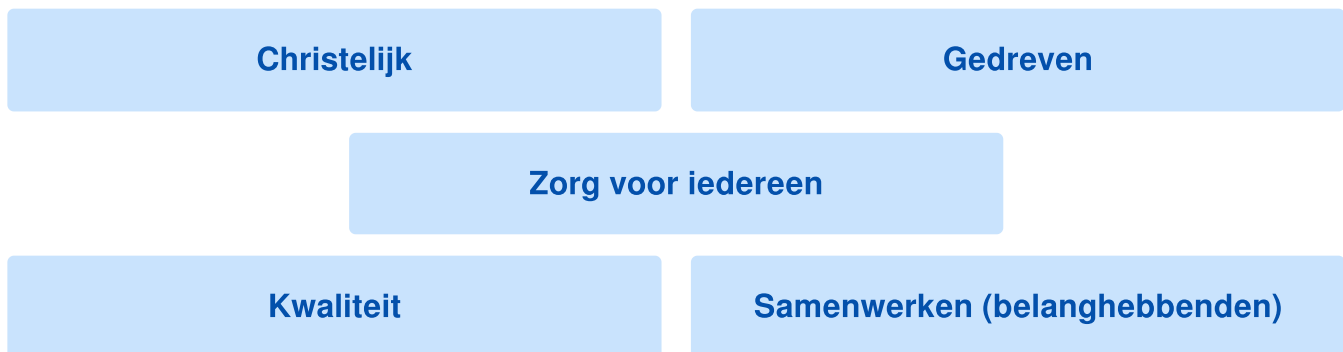 Christelijk
Gedreven
Zorg voor iedereen
Kwaliteit
Samenwerken (belanghebbenden)